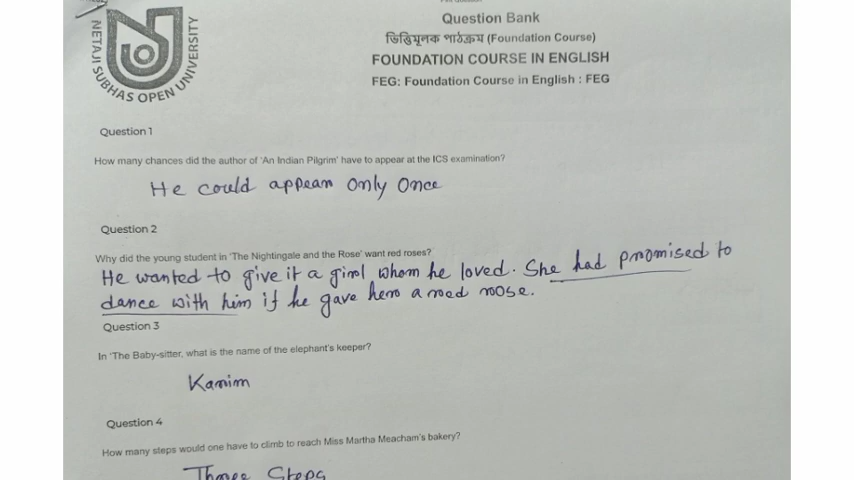 NETAJI SUBHAS OPEN UNIVERSITY
Question Bank
ভিত্তিমূলক পাঠক্রম (Foundation Course)
FOUNDATION COURSE IN ENGLISH
FEG: Foundation Course in English : FEG
Question 1
How many chances did the author of 'An Indian Pilgrim' have to appear at the ICS examination?
He could appear only once
Question 2
Why did the young student in 'The Nightingale and the Rose' want red roses?
He wanted to give it a girl whom he loved. She had promised to
dance with him if he gave her a red rose.
Question 3
In 'The Baby-sitter, what is the name of the elephant's keeper?
Karim
Question 4
How many steps would one have to climb to reach Miss Martha Meacham's bakery?
Three Steps